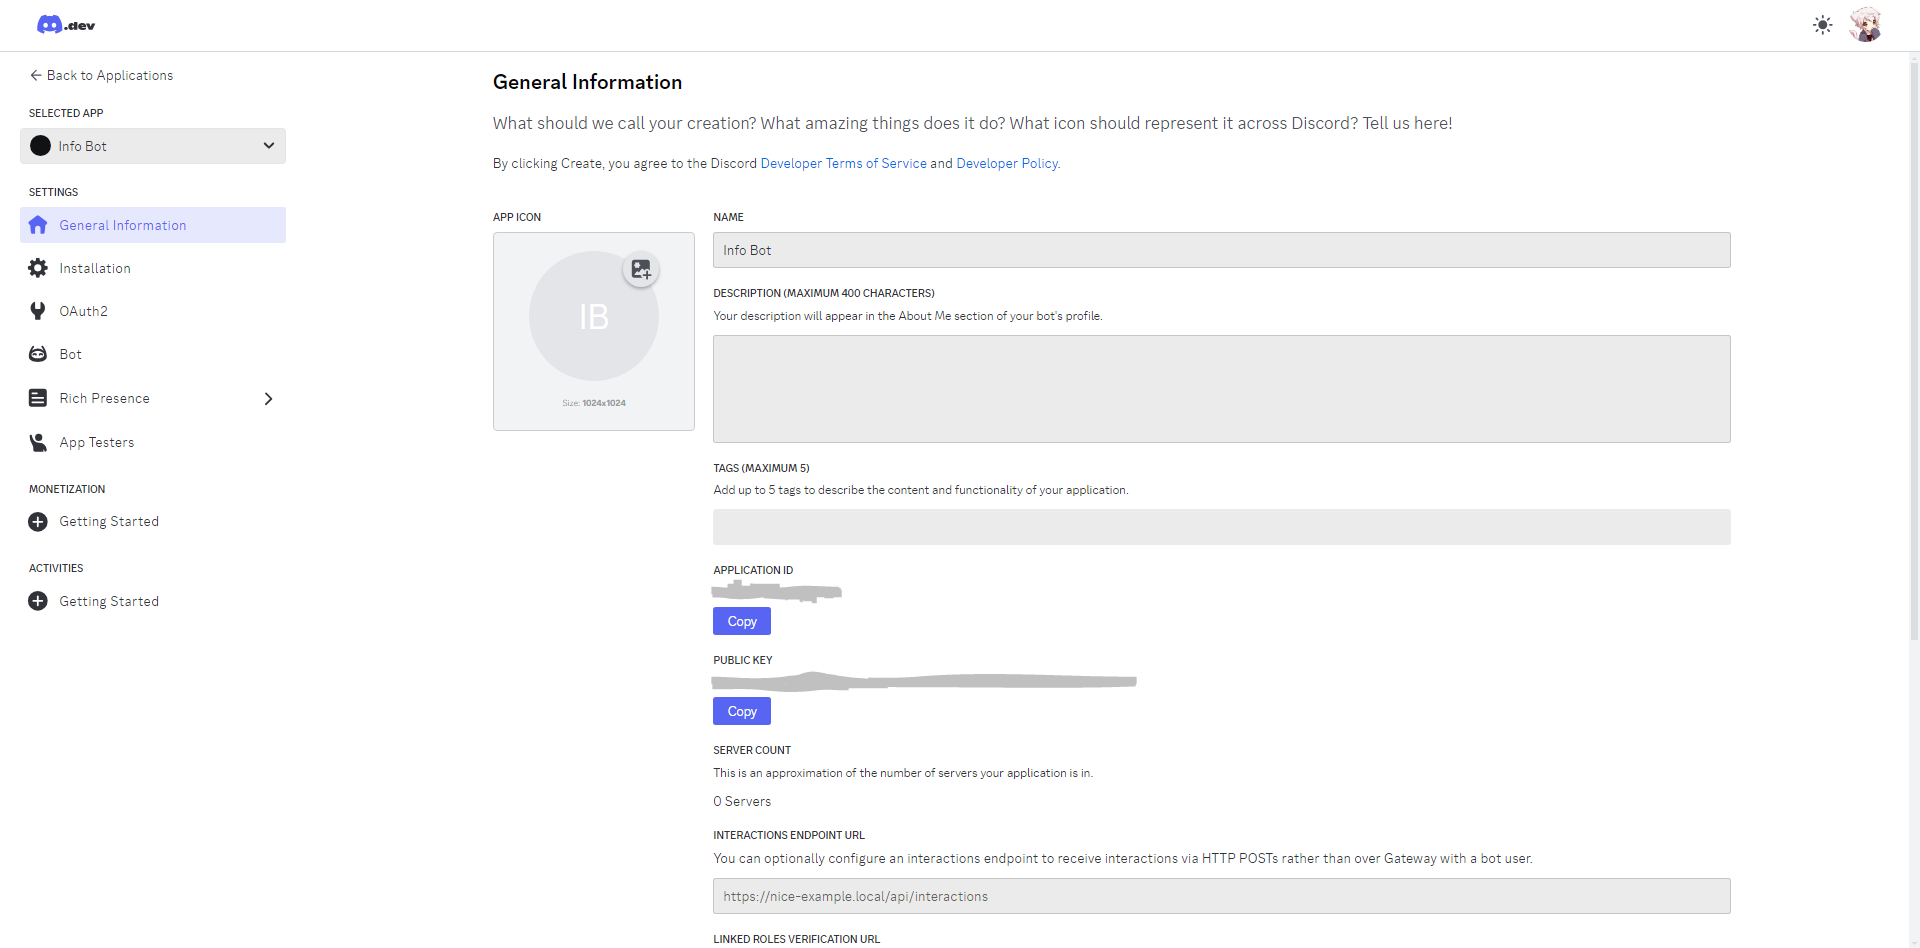 .dev
Back to Applications
SELECTED APP
Info Bot
SETTINGS
General Information
Installation
OAuth2
Bot
Rich Presence
App Testers
MONETIZATION
Getting Started
ACTIVITIES
Getting Started
General Information
What should we call your creation? What amazing things does it do? What icon should represent it across Discord? Tell us here!
By clicking Create, you agree to the Discord Developer Terms of Service and Developer Policy.
APP ICON
IB
Size: 1024x1024
NAME
Info Bot
DESCRIPTION (MAXIMUM 400 CHARACTERS)
Your description will appear in the About Me section of your bot's profile.
TAGS (MAXIMUM 5)
Add up to 5 tags to describe the content and functionality of your application.
APPLICATION ID
Copy
PUBLIC KEY
Copy
SERVER COUNT
This is an approximation of the number of servers your application is in.
0 Servers
INTERACTIONS ENDPOINT URL
You can optionally configure an interactions endpoint to receive interactions via HTTP POSTs rather than over Gateway with a bot user.
https://nice-example.local/api/interactions
LINKED ROLES VERIFICATION URL